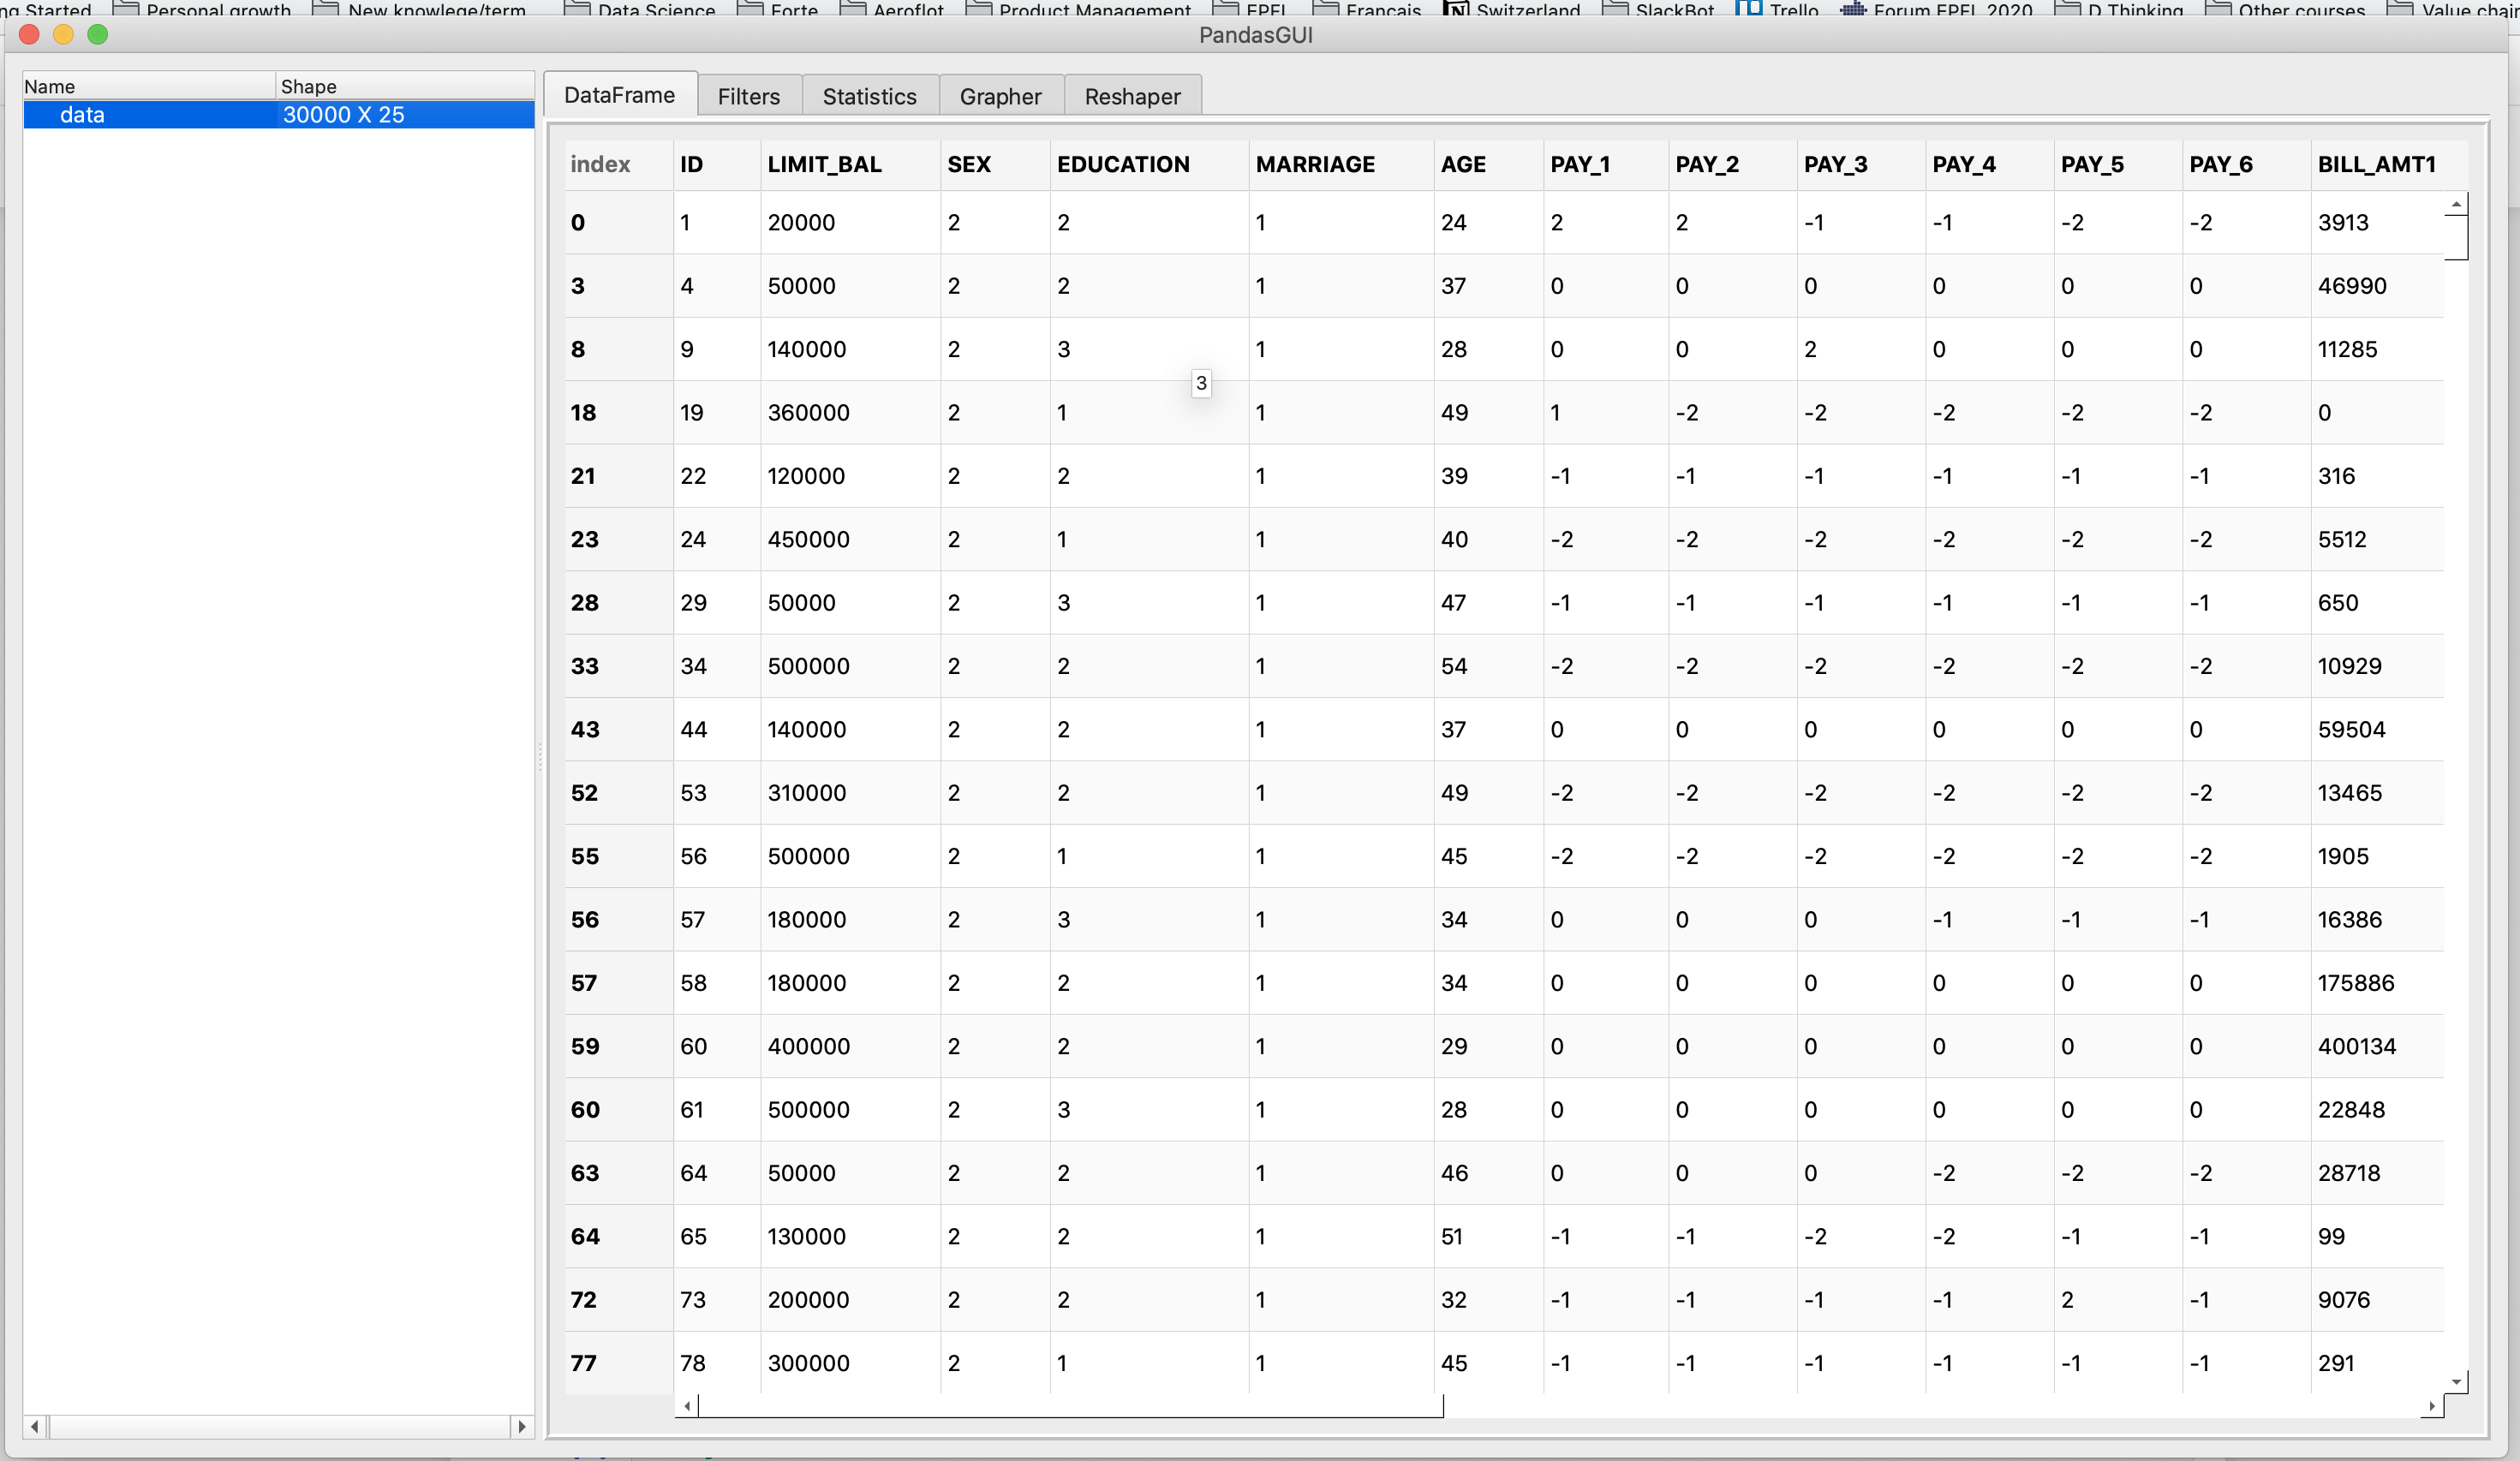 ng Started Personal growth New knowlege/term Data Science Forte Aeroflot Product Management EPFL Francais Switzerland SlackBot Trello Forum EPFL 2020 D Thinking Other courses Value chain
PandasGUI
Name Shape
data 30000 X 25
DataFrame Filters Statistics Grapher Reshaper
index ID LIMIT_BAL SEX EDUCATION MARRIAGE AGE PAY_1 PAY_2 PAY_3 PAY_4 PAY_5 PAY_6 BILL_AMT1
0 1 20000 2 2 1 24 2 2 -1 -1 -2 -2 3913
3 4 50000 2 2 1 37 0 0 0 0 0 0 46990
8 9 140000 2 3 1 28 0 0 2 0 0 0 11285
3
18 19 360000 2 1 1 49 1 -2 -2 -2 -2 -2 0
21 22 120000 2 2 1 39 -1 -1 -1 -1 -1 -1 316
23 24 450000 2 1 1 40 -2 -2 -2 -2 -2 -2 5512
28 29 50000 2 3 1 47 -1 -1 -1 -1 -1 -1 650
33 34 500000 2 2 1 54 -2 -2 -2 -2 -2 -2 10929
43 44 140000 2 2 1 37 0 0 0 0 0 0 59504
52 53 310000 2 2 1 49 -2 -2 -2 -2 -2 -2 13465
55 56 500000 2 1 1 45 -2 -2 -2 -2 -2 -2 1905
56 57 180000 2 3 1 34 0 0 0 -1 -1 -1 16386
57 58 180000 2 2 1 34 0 0 0 0 0 0 175886
59 60 400000 2 2 1 29 0 0 0 0 0 0 400134
60 61 500000 2 3 1 28 0 0 0 0 0 0 22848
63 64 50000 2 2 1 46 0 0 0 -2 -2 -2 28718
64 65 130000 2 2 1 51 -1 -1 -2 -2 -1 -1 99
72 73 200000 2 2 1 32 -1 -1 -1 -1 2 -1 9076
77 78 300000 2 1 1 45 -1 -1 -1 -1 -1 -1 291